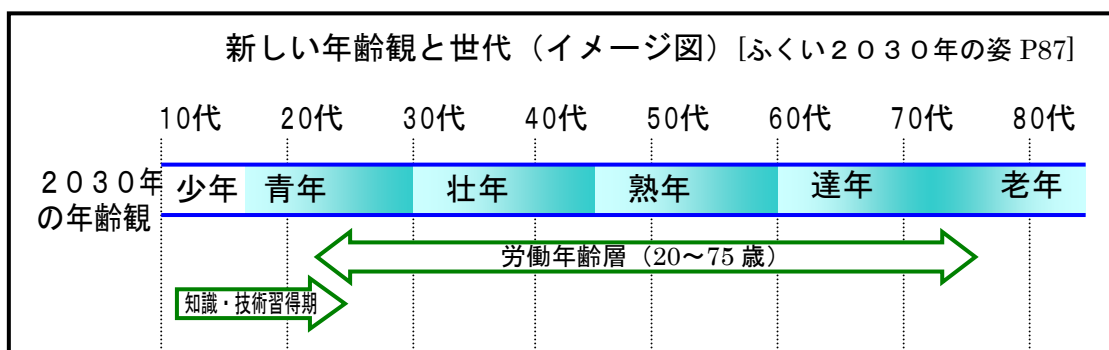 新しい年齢観と世代（イメージ図）[ふくい２０３０年の姿 P87]
10代 20代 30代 40代 50代 60代 70代 80代
２０３０年の年齢観
少年 青年 壮年 熟年 達年 老年
労働年齢層（20～75 歳）
知識・技術習得期